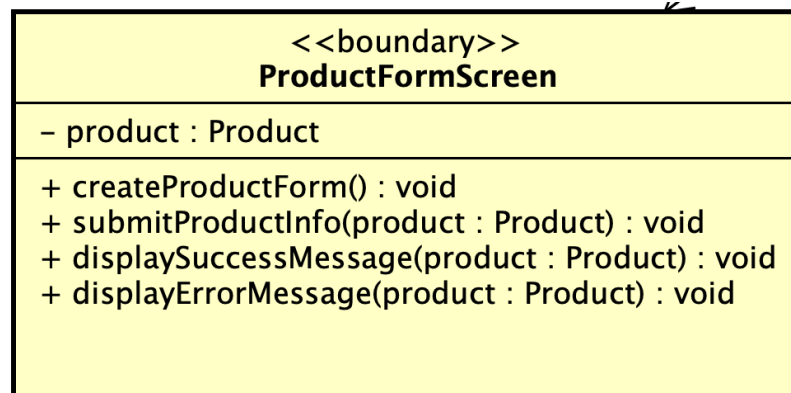 <<boundary>>
ProductFormScreen
- product : Product
+ createProductForm() : void
+ submitProductInfo(product : Product) : void
+ displaySuccessMessage(product : Product) : void
+ displayErrorMessage(product : Product) : void